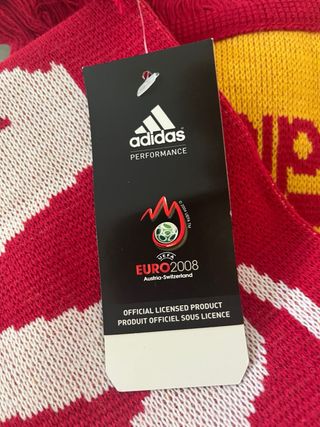 adidas
PERFORMANCE
UEFA
EURO2008
Austria-Switzerland
OFFICIAL LICENSED PRODUCT
PRODUIT OFFICIEL SOUS LICENCE